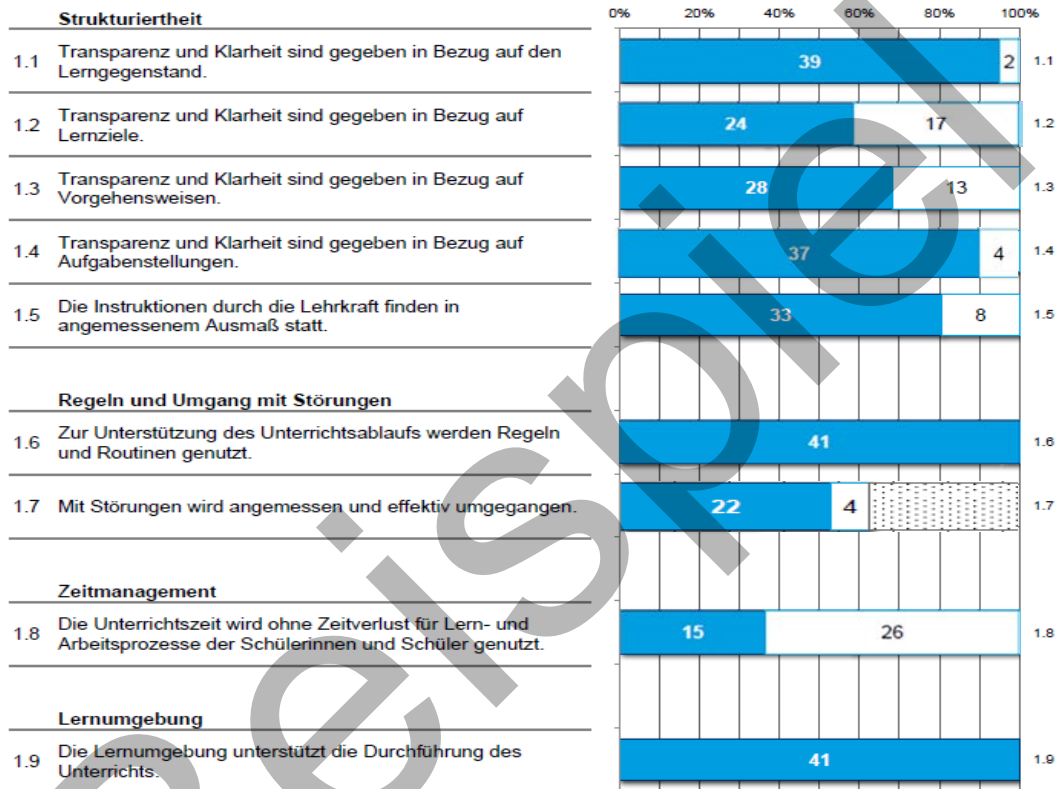 Strukturiertheit
0% 20% 40% 60% 80% 100%
1.1 Transparenz und Klarheit sind gegeben in Bezug auf den
Lerngegenstand.
39 2 1.1
1.2 Transparenz und Klarheit sind gegeben in Bezug auf
Lernziele.
24 17 1.2
1.3 Transparenz und Klarheit sind gegeben in Bezug auf
Vorgehensweisen.
28 13 1.3
1.4 Transparenz und Klarheit sind gegeben in Bezug auf
Aufgabenstellungen.
37 4 1.4
1.5 Die Instruktionen durch die Lehrkraft finden in
angemessenem Ausmaß statt.
33 8 1.5
Regeln und Umgang mit Störungen
1.6 Zur Unterstützung des Unterrichtsablaufs werden Regeln
und Routinen genutzt.
41 1.6
1.7 Mit Störungen wird angemessen und effektiv umgegangen.
22 4 1.7
Zeitmanagement
1.8 Die Unterrichtszeit wird ohne Zeitverlust für Lern- und
Arbeitsprozesse der Schülerinnen und Schüler genutzt.
15 26 1.8
Lernumgebung
1.9 Die Lernumgebung unterstützt die Durchführung des
Unterrichts.
41 1.9
Beispiel